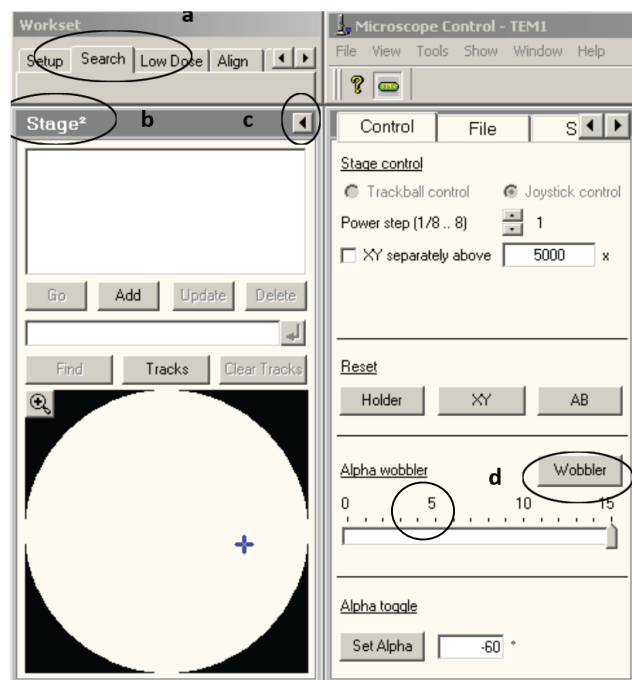 a
Workset
Setup Search Low Dose Align
Stage² b c
Go Add Update Delete
Find Tracks Clear Tracks
Microscope Control - TEM1
File View Tools Show Window Help
?
Control File S
Stage control
Trackball control Joystick control
Power step (1/8 .. 8) 1
XY separately above 5000 x
Reset
Holder XY AB
Alpha wobbler d Wobbler
0 5 10 15
Alpha toggle
Set Alpha -60 °